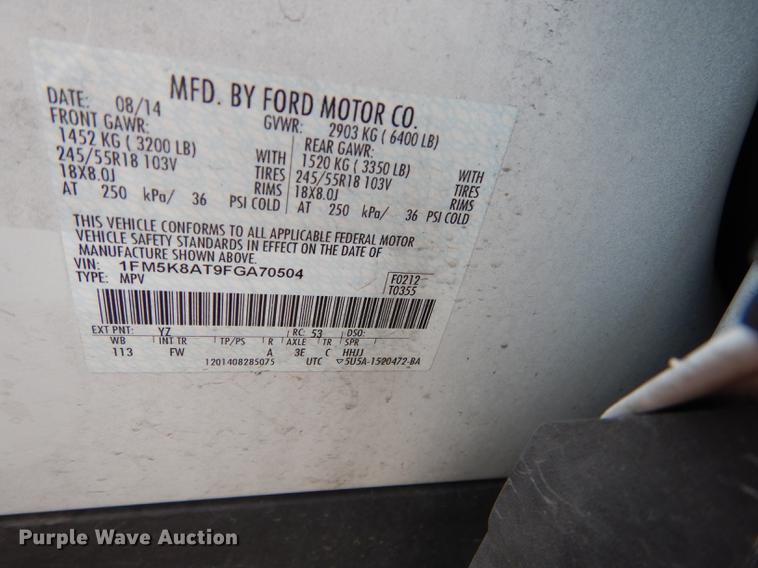 MFD. BY FORD MOTOR CO.
DATE: 08/14 GVWR: 2903 KG ( 6400 LB)
FRONT GAWR: REAR GAWR:
1452 KG ( 3200 LB) WITH 1520 KG ( 3350 LB) WITH
245/55R18 103V TIRES 245/55R18 103V TIRES
18X8.0J RIMS 18X8.0J RIMS
AT 250 kPa/ 36 PSI COLD AT 250 kPa/ 36 PSI COLD
THIS VEHICLE CONFORMS TO ALL APPLICABLE FEDERAL MOTOR
VEHICLE SAFETY STANDARDS IN EFFECT ON THE DATE OF
MANUFACTURE SHOWN ABOVE.
VIN: 1FM5K8AT9FGA70504 F0212
TYPE: MPV T0355
EXT PNT: YZ RC: 53 DSO:
WB INT TR TP/PS R AXLE TR SPR
113 FW A 3E C HHJJ
1201408285075 UTC ▽5U5A-1520472-BA
Purple Wave Auction